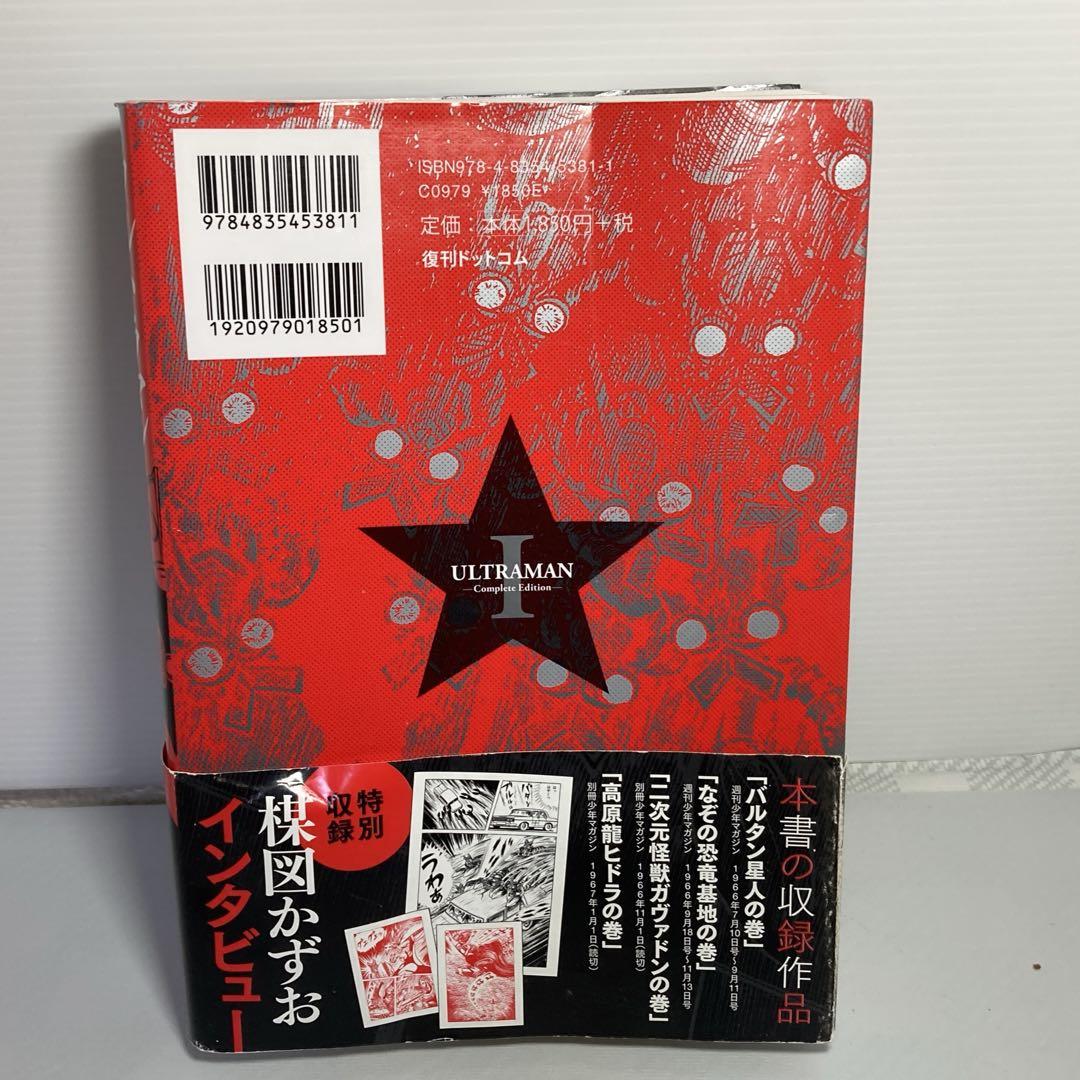 9784835453811
1920979018501
ISBN978-4-8354-5381-1
C0979 ¥1850E
定価：本体1,850円＋税
復刊ドットコム
I
ULTRAMAN
—Complete Edition—
本書の収録作品
「バルタン星人の巻」
週刊少年マガジン 1966年7月10日号～9月11日号
「なぞの恐竜基地の巻」
週刊少年マガジン 1966年9月18日号～11月13日号
「二次元怪獣ガヴァドンの巻」
別冊少年マガジン 1966年11月1日（読切）
「高原龍ヒドラの巻」
別冊少年マガジン 1967年1月1日（読切）
うわぁ
特別
収録
楳図かずお
インタビュー